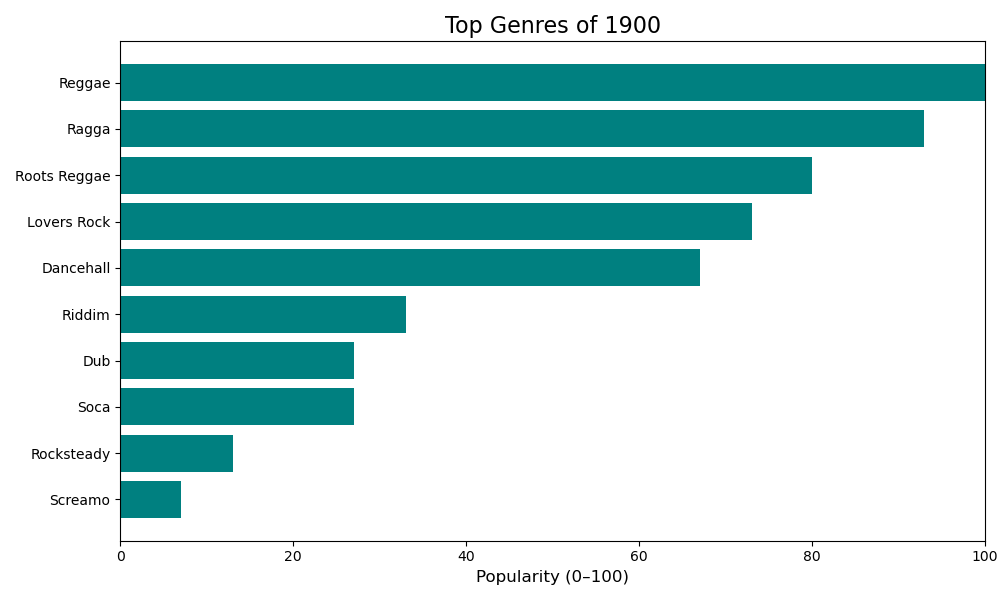 Top Genres of 1900
Reggae
Ragga
Roots Reggae
Lovers Rock
Dancehall
Riddim
Dub
Soca
Rocksteady
Screamo
0 20 40 60 80 100
Popularity (0–100)